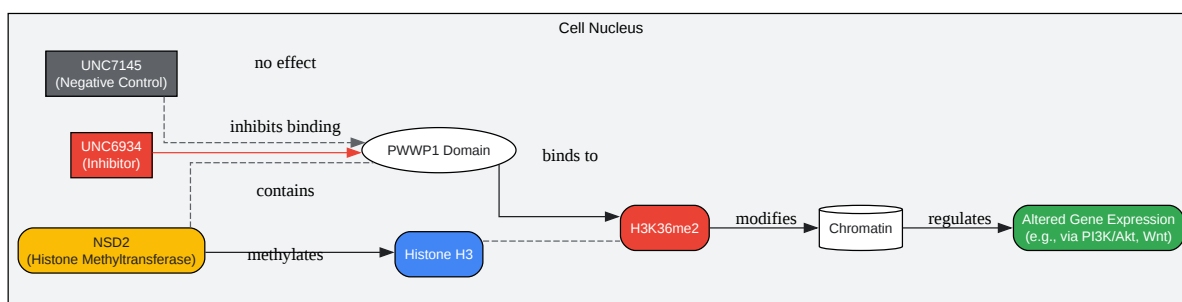 Cell Nucleus
UNC7145
(Negative Control)
no effect
inhibits binding
UNC6934
(Inhibitor)
PWWP1 Domain
binds to
contains
NSD2
(Histone Methyltransferase)
methylates
Histone H3
H3K36me2
modifies
Chromatin
regulates
Altered Gene Expression
(e.g., via PI3K/Akt, Wnt)